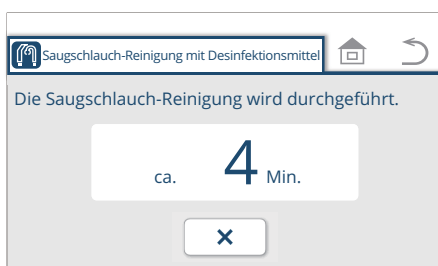 Saugschlauch-Reinigung mit Desinfektionsmittel
Die Saugschlauch-Reinigung wird durchgeführt.
ca. 4 Min.